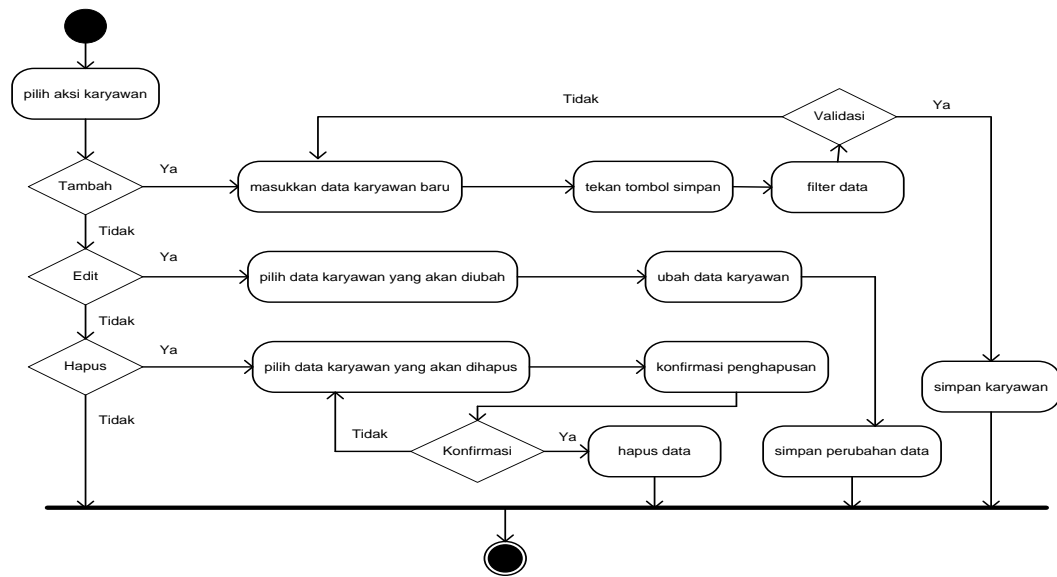 pilih aksi karyawan
Tidak
Validasi
Ya
Tambah
Ya
masukkan data karyawan baru
tekan tombol simpan
filter data
Tidak
Edit
Ya
pilih data karyawan yang akan diubah
ubah data karyawan
Tidak
Hapus
Ya
pilih data karyawan yang akan dihapus
konfirmasi penghapusan
simpan karyawan
Tidak
Tidak
Konfirmasi
Ya
hapus data
simpan perubahan data